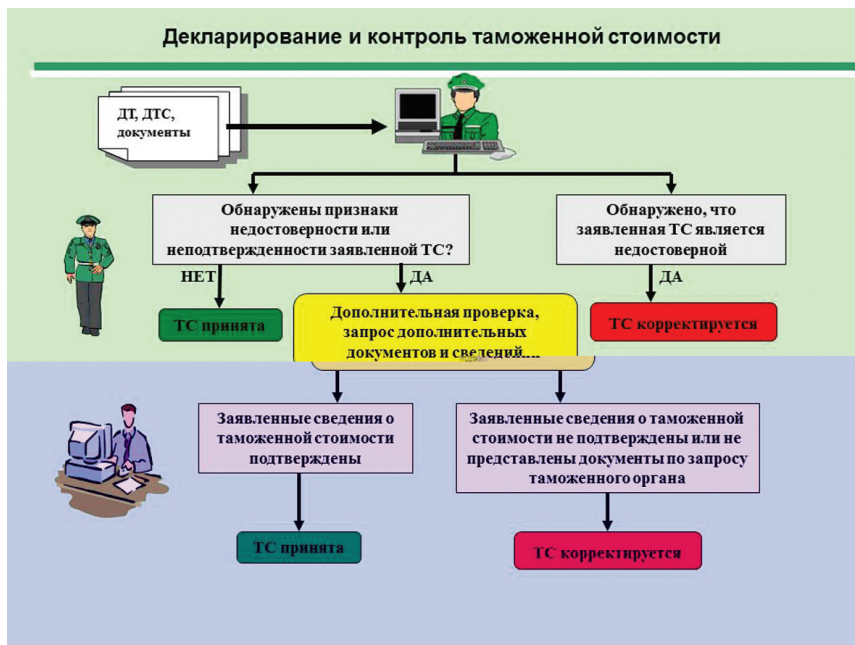 Декларирование и контроль таможенной стоимости
ДТ, ДТС,
документы
Обнаружены признаки
недостоверности или
неподтвержденности заявленной ТС?
Обнаружено, что
заявленная ТС является
недостоверной
НЕТ
ДА
ДА
ТС принята
Дополнительная проверка,
запрос дополнительных
документов и сведений
ТС корректируется
Заявленные сведения о
таможенной стоимости
подтверждены
Заявленные сведения о таможенной
стоимости не подтверждены или не
представлены документы по запросу
таможенного органа
ТС принята
ТС корректируется